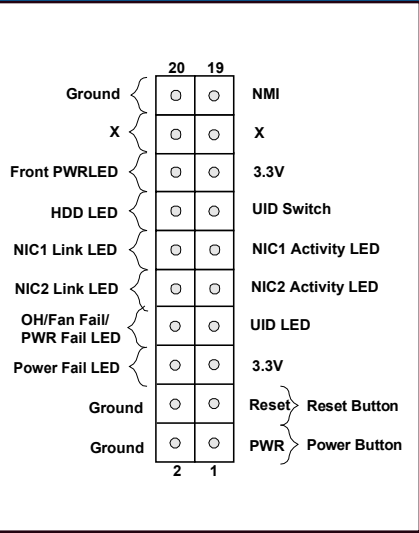 20 19
Ground NMI
X X
Front PWRLED 3.3V
HDD LED UID Switch
NIC1 Link LED NIC1 Activity LED
NIC2 Link LED NIC2 Activity LED
OH/Fan Fail/
PWR Fail LED UID LED
Power Fail LED 3.3V
Ground Reset Reset Button
Ground PWR Power Button
2 1